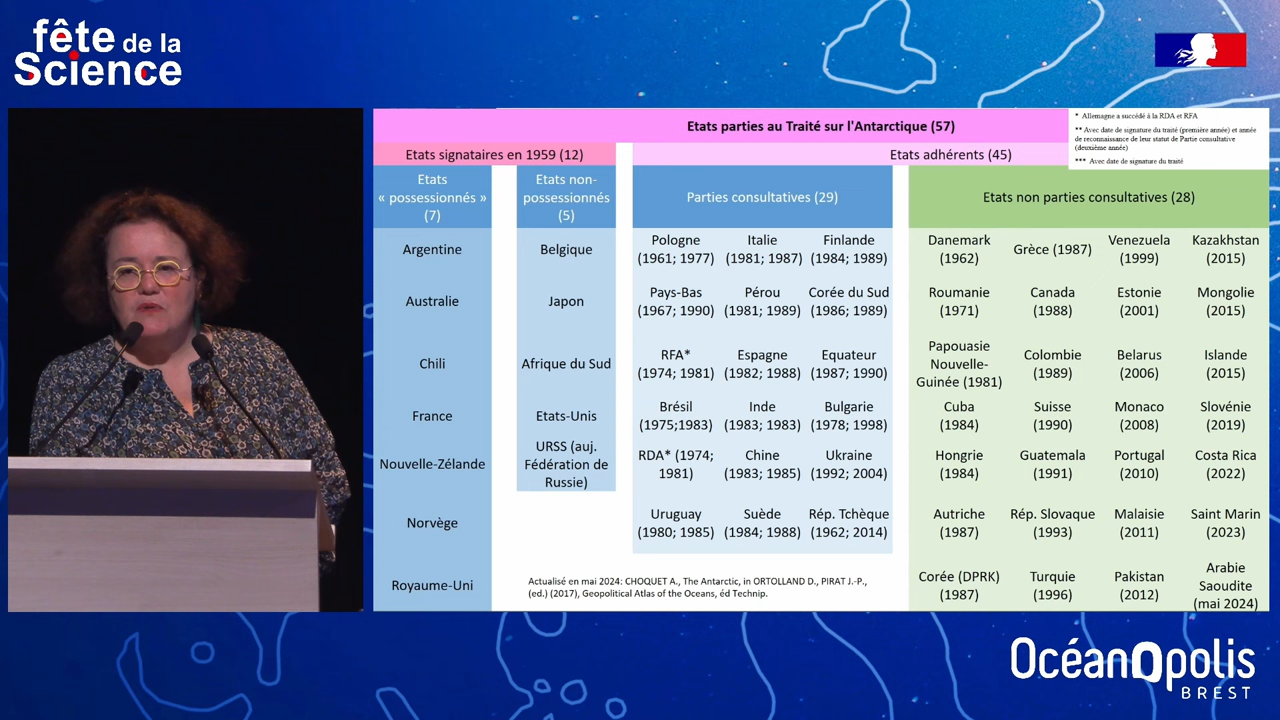 fête de la
Science
Etats parties au Traité sur l'Antarctique (57)
* Allemagne a succédé à la RDA et RFA
** Avec date de signature du traité (première année) et année
de reconnaissance de leur statut de Partie consultative
(deuxième année)
*** Avec date de signature du traité
Etats signataires en 1959 (12)
Etats adhérents (45)
Etats
« possessionnés »
(7)
Etats non-
possessionnés
(5)
Parties consultatives (29)
Etats non parties consultatives (28)
Argentine
Belgique
Pologne
(1961; 1977)
Italie
(1981; 1987)
Finlande
(1984; 1989)
Danemark
(1962)
Grèce (1987)
Venezuela
(1999)
Kazakhstan
(2015)
Australie
Japon
Pays-Bas
(1967; 1990)
Pérou
(1981; 1989)
Corée du Sud
(1986; 1989)
Roumanie
(1971)
Canada
(1988)
Estonie
(2001)
Mongolie
(2015)
Chili
Afrique du Sud
RFA*
(1974; 1981)
Espagne
(1982; 1988)
Equateur
(1987; 1990)
Papouasie
Nouvelle-
Guinée (1981)
Colombie
(1989)
Belarus
(2006)
Islande
(2015)
France
Etats-Unis
Brésil
(1975;1983)
Inde
(1983; 1983)
Bulgarie
(1978; 1998)
Cuba
(1984)
Suisse
(1990)
Monaco
(2008)
Slovénie
(2019)
Nouvelle-Zélande
URSS (auj.
Fédération de
Russie)
RDA* (1974;
1981)
Chine
(1983; 1985)
Ukraine
(1992; 2004)
Hongrie
(1984)
Guatemala
(1991)
Portugal
(2010)
Costa Rica
(2022)
Norvège
Uruguay
(1980; 1985)
Suède
(1984; 1988)
Rép. Tchèque
(1962; 2014)
Autriche
(1987)
Rép. Slovaque
(1993)
Malaisie
(2011)
Saint Marin
(2023)
Royaume-Uni
Actualisé en mai 2024: CHOQUET A., The Antarctic, in ORTOLLAND D., PIRAT J.-P.,
(ed.) (2017), Geopolitical Atlas of the Oceans, éd Technip.
Corée (DPRK)
(1987)
Turquie
(1996)
Pakistan
(2012)
Arabie
Saoudite
(mai 2024)
OcéanOpolis
BREST